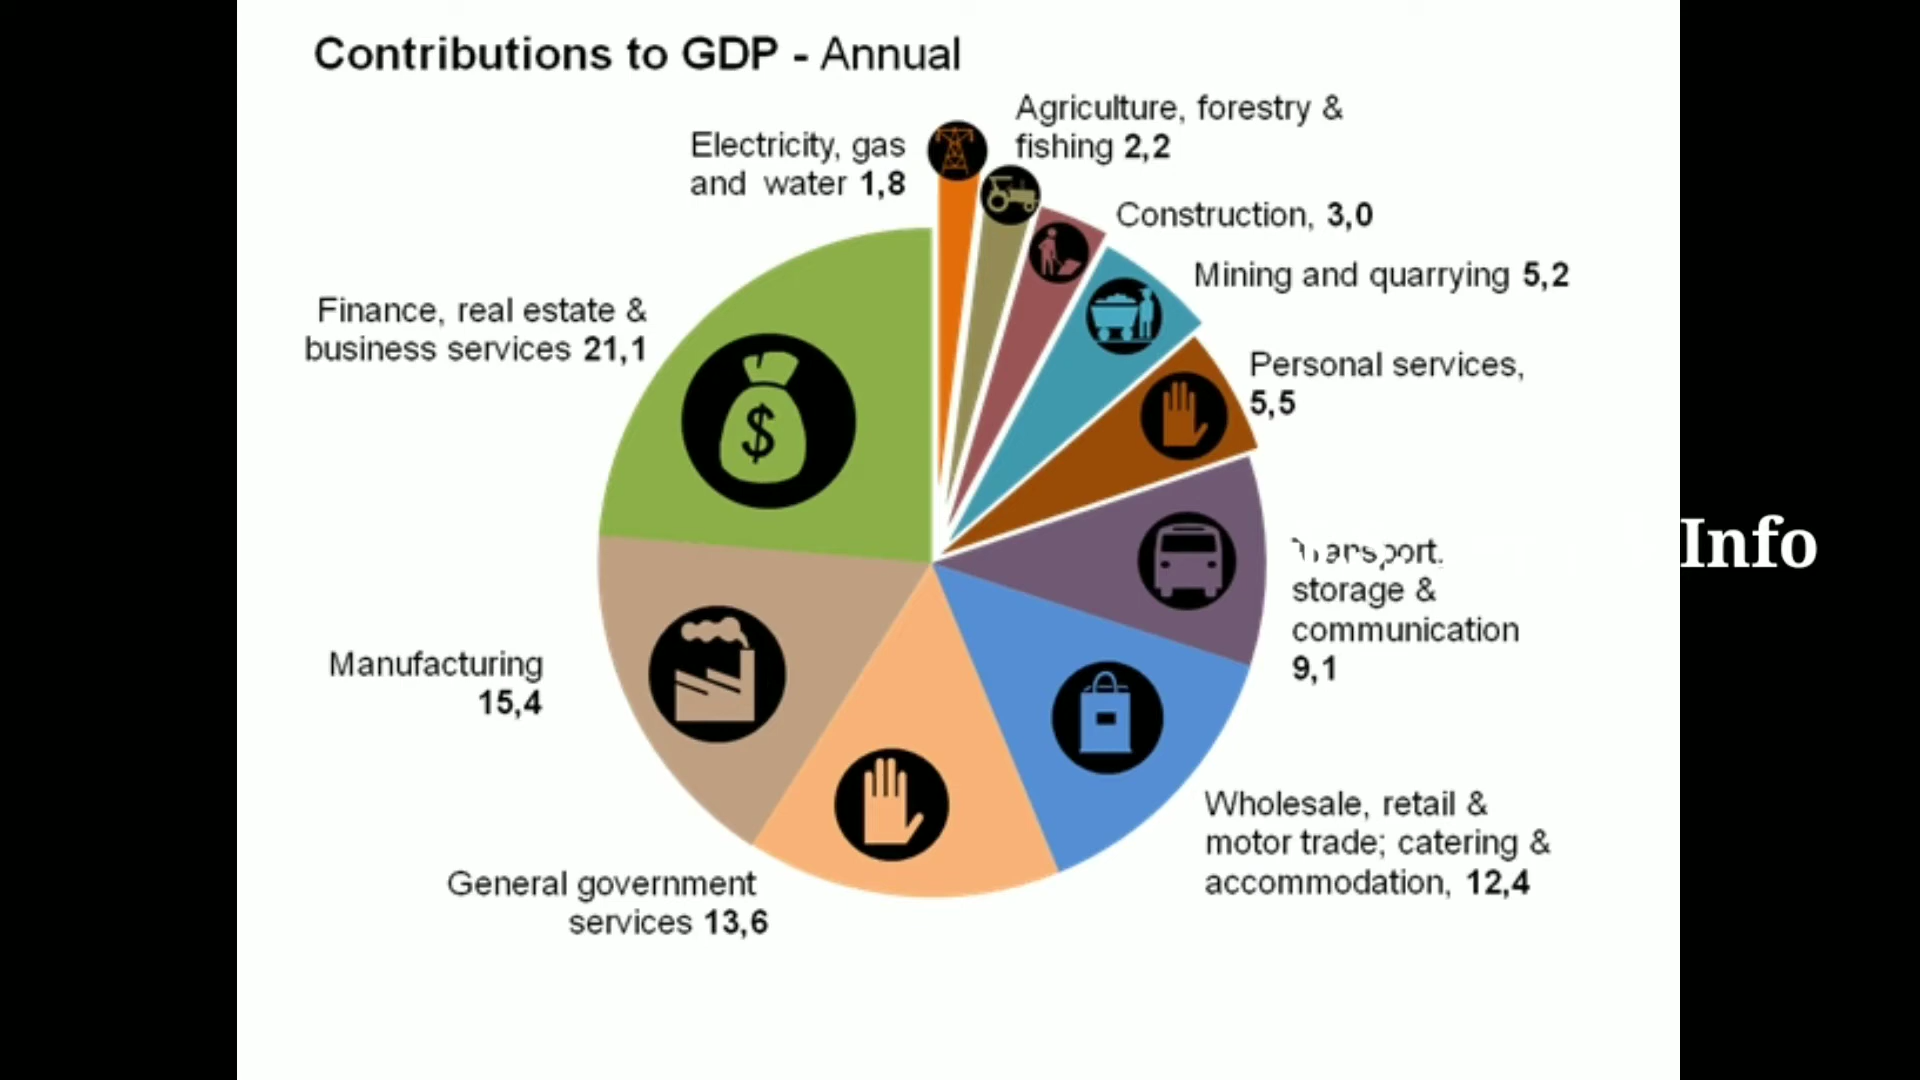 Contributions to GDP - Annual
Agriculture, forestry &
fishing 2,2
Electricity, gas
and water 1,8
Construction, 3,0
Mining and quarrying 5,2
Finance, real estate &
business services 21,1
Personal services,
5,5
Info
Transport,
storage &
communication
9,1
Manufacturing
15,4
Wholesale, retail &
motor trade; catering &
accommodation, 12,4
General government
services 13,6
$